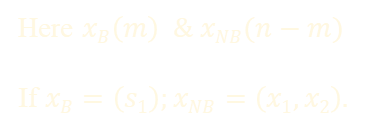 Here x_B(m) & x_NB(n − m)
If x_B = (s_1); x_NB = (x_1, x_2).